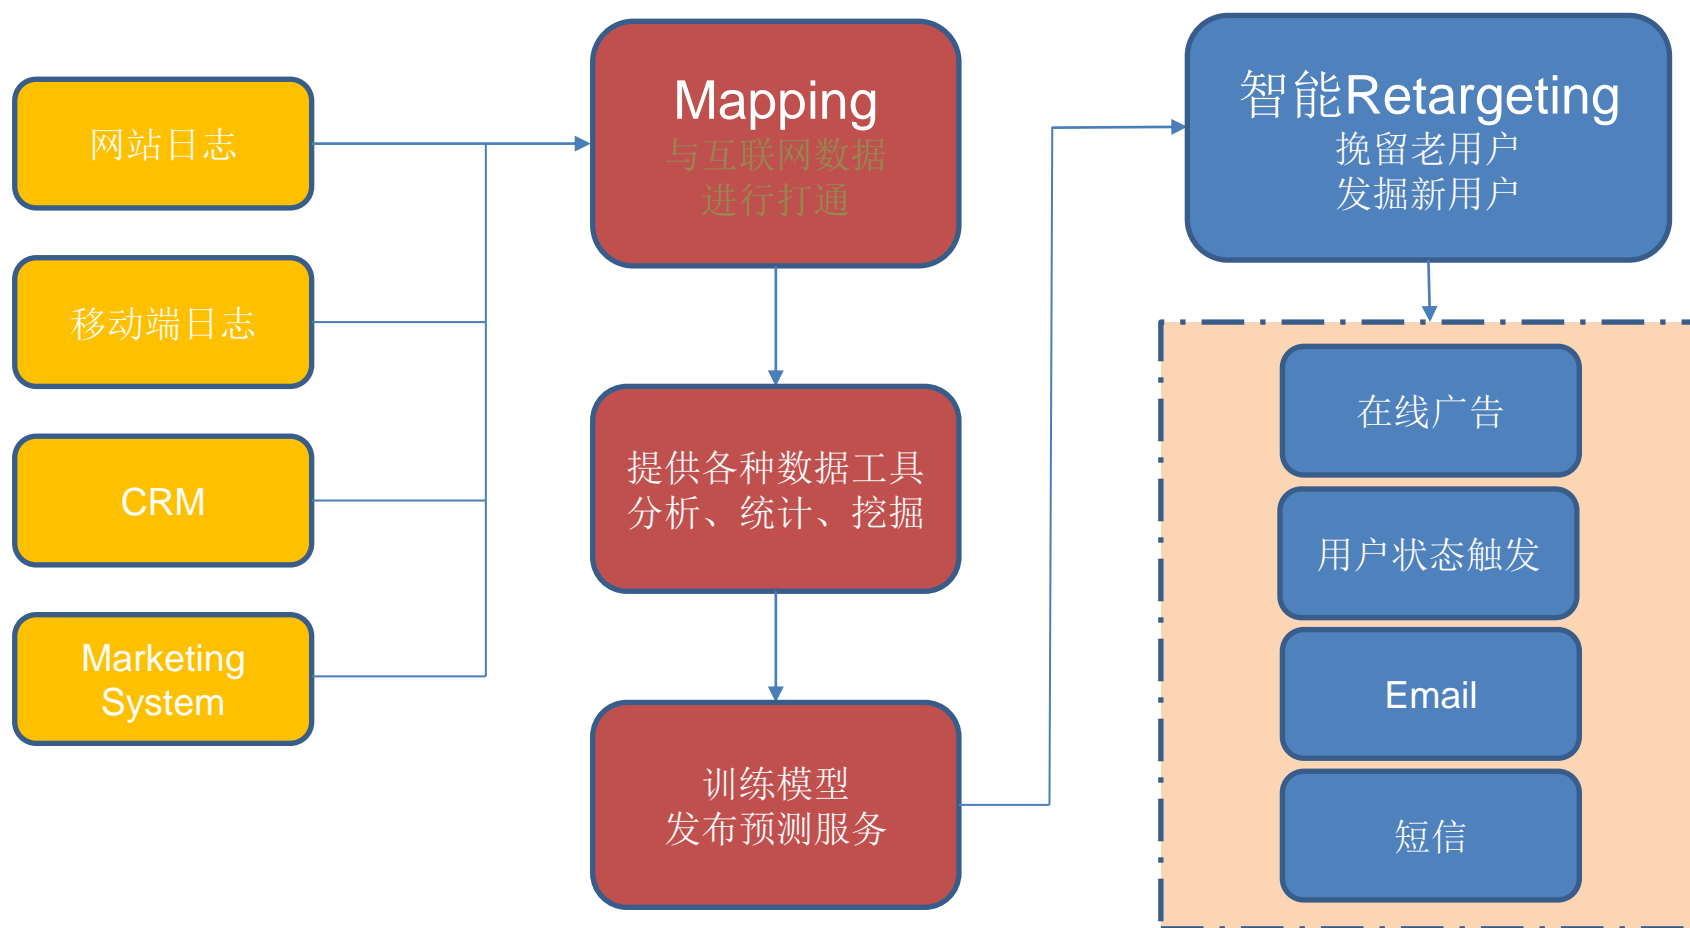 网站日志
移动端日志
CRM
Marketing
System
Mapping
与互联网数据
进行打通
提供各种数据工具
分析、统计、挖掘
训练模型
发布预测服务
智能Retargeting
挽留老用户
发掘新用户
在线广告
用户状态触发
Email
短信